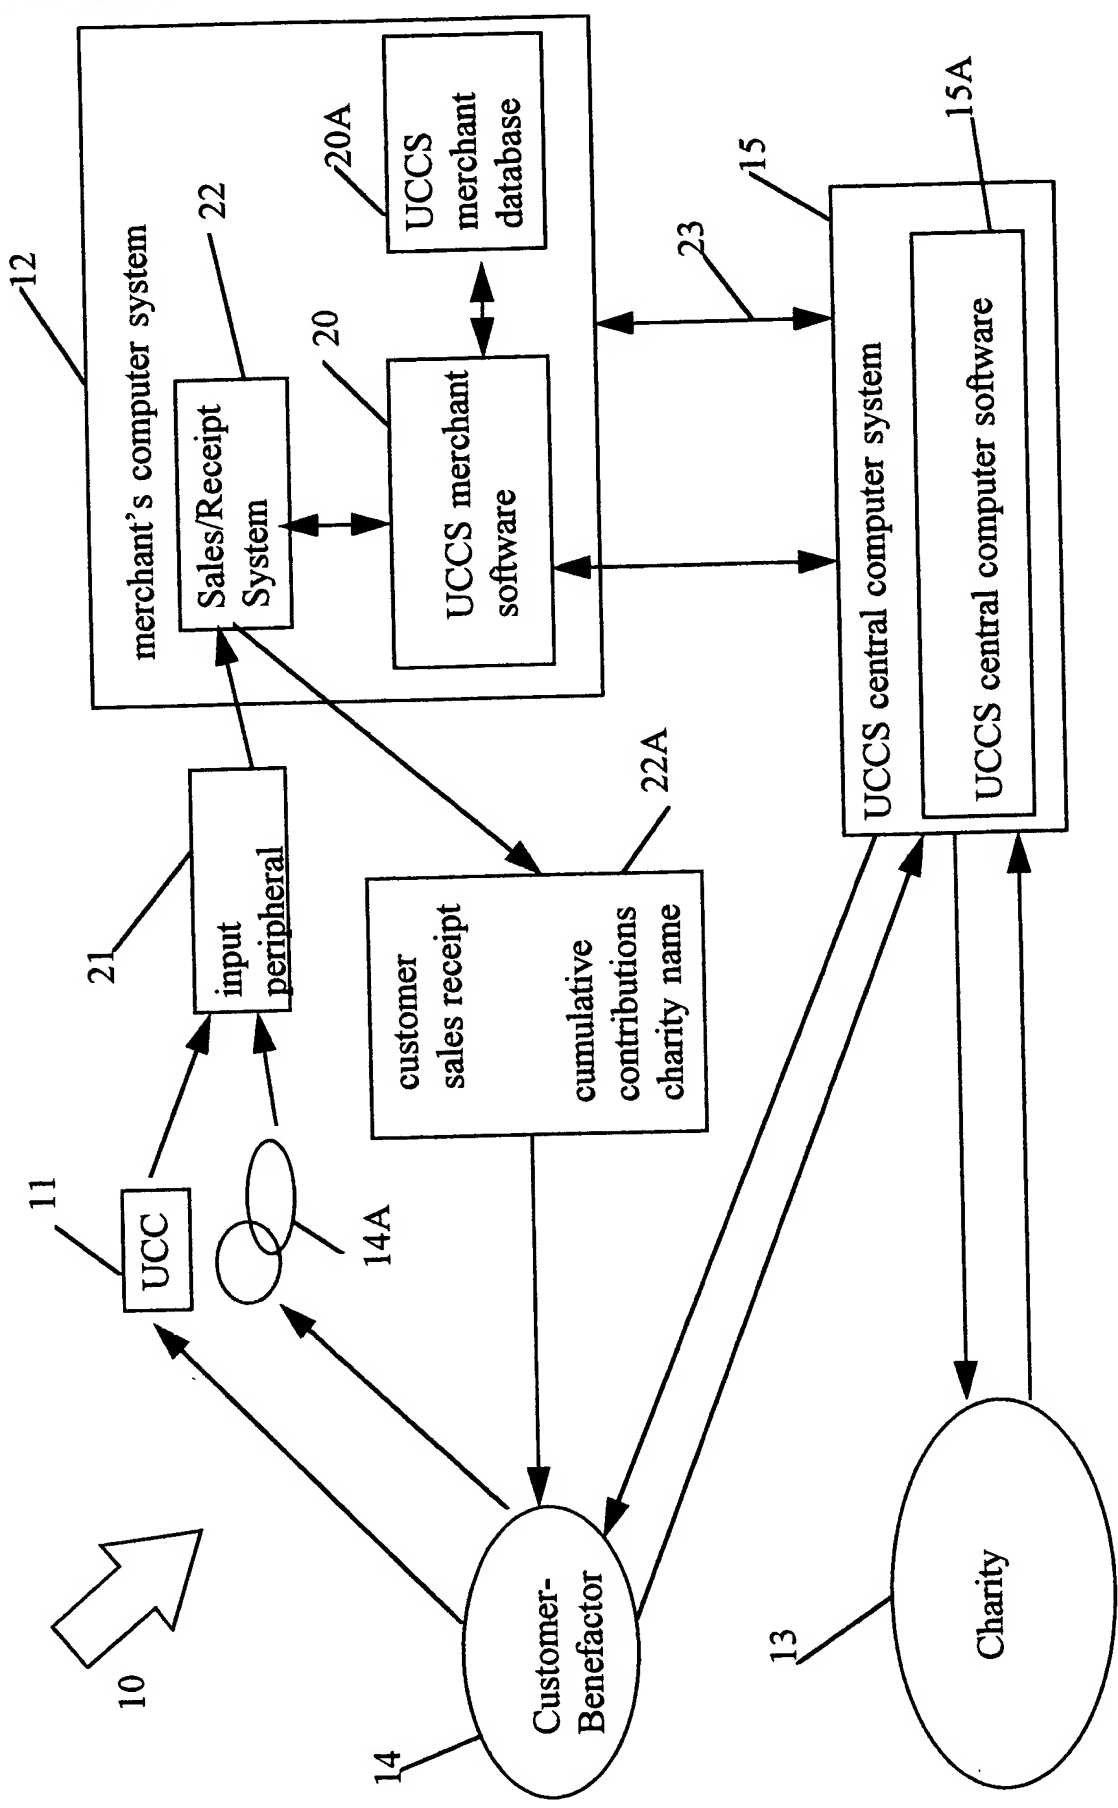 12
merchant's computer system
22
Sales/Receipt
System
20A
UCCS
merchant
database
20
UCCS merchant
software
21
input
peripheral
11
UCC
14A
22A
customer
sales receipt
cumulative
contributions
charity name
10
14
Customer-
Benefactor
23
15
UCCS central computer system
15A
UCCS central computer software
13
Charity